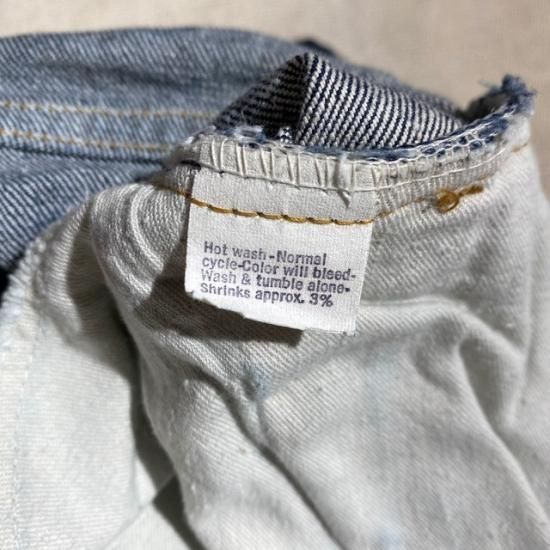 Hot wash-Normal
cycle-Color will bleed-
Wash & tumble alone-
Shrinks approx. 3%